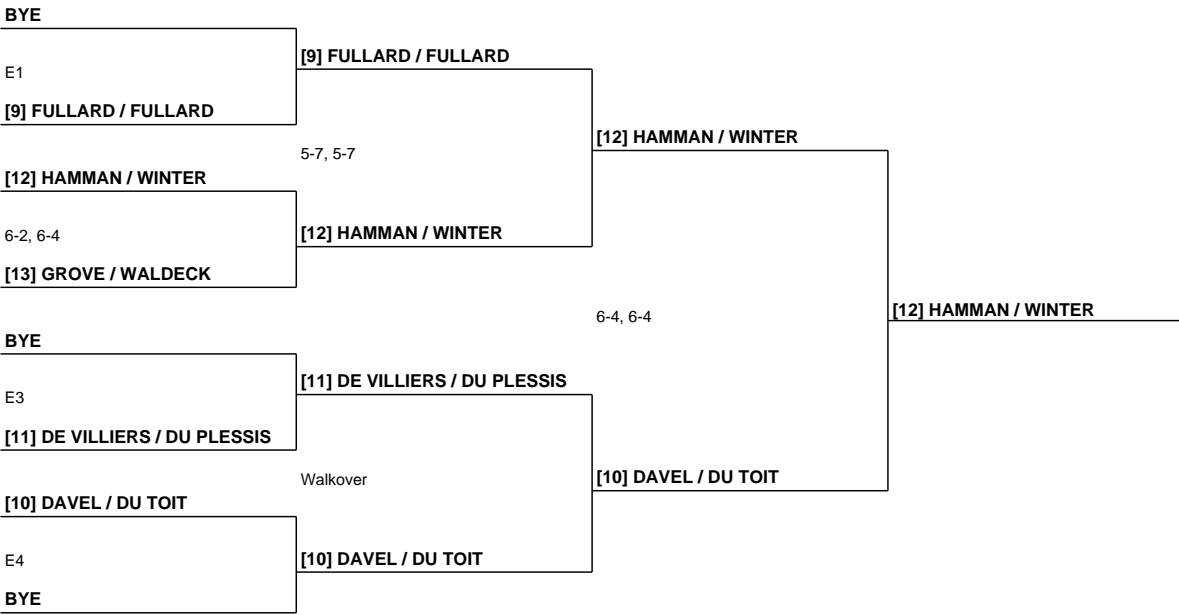 BYE
[9] FULLARD / FULLARD
E1
[9] FULLARD / FULLARD
[12] HAMMAN / WINTER
5-7, 5-7
[12] HAMMAN / WINTER
6-2, 6-4
[12] HAMMAN / WINTER
[13] GROVE / WALDECK
[12] HAMMAN / WINTER
6-4, 6-4
BYE
[11] DE VILLIERS / DU PLESSIS
E3
[11] DE VILLIERS / DU PLESSIS
Walkover
[10] DAVEL / DU TOIT
[10] DAVEL / DU TOIT
E4
[10] DAVEL / DU TOIT
BYE